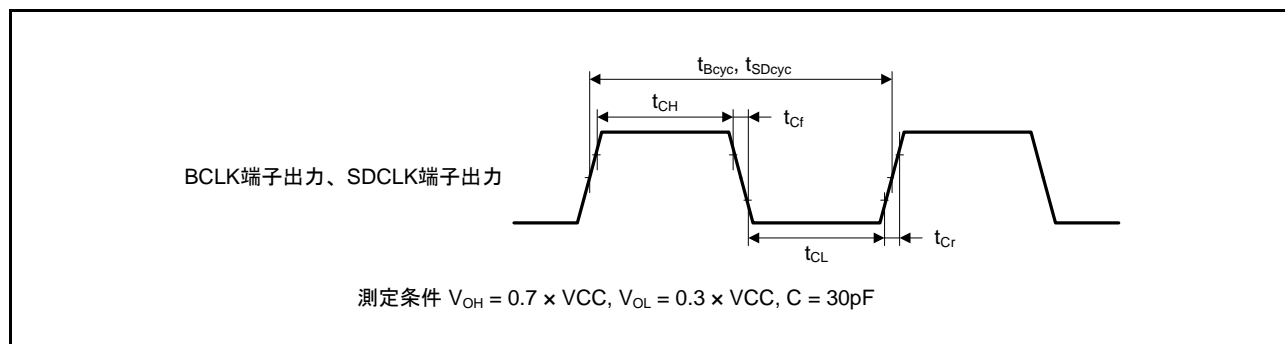 tBcyc, tSDcyc
tCH
tCf
BCLK端子出力、SDCLK端子出力
tCL
tCr
測定条件 VOH = 0.7 × VCC, VOL = 0.3 × VCC, C = 30pF